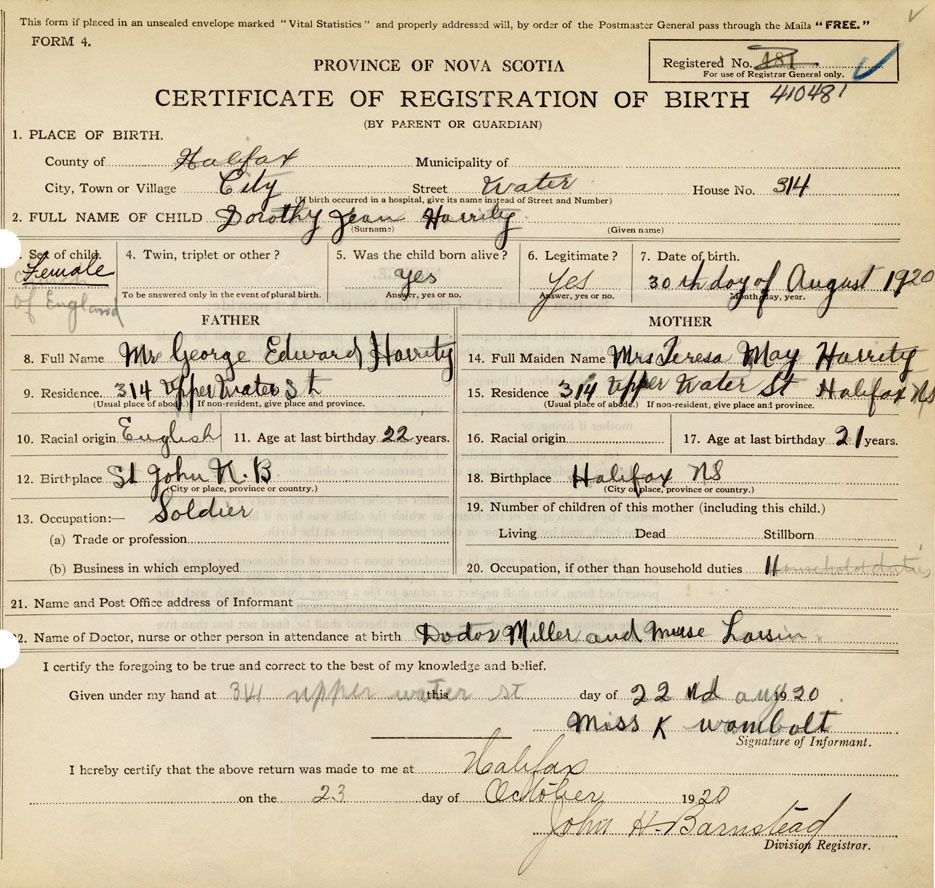 This form if placed in an unsealed envelope marked "Vital Statistics" and properly addressed will, by order of the Postmaster General pass through the Mails "FREE."
FORM 4.
Registered No. 481
For use of Registrar General only.
410481
PROVINCE OF NOVA SCOTIA
CERTIFICATE OF REGISTRATION OF BIRTH
(BY PARENT OR GUARDIAN)
1. PLACE OF BIRTH.
County of Halifax Municipality of
City, Town or Village City Street Water House No. 314
(If birth occurred in a hospital, give its name instead of Street and Number)
2. FULL NAME OF CHILD Dorothy Jean Harrity
(Surname) (Given name)
Sex of child. 4. Twin, triplet or other? 5. Was the child born alive? 6. Legitimate? 7. Date of birth.
Female yes yes 30th day of August 1920
To be answered only in the event of plural birth. Answer, yes or no. Answer, yes or no. Month, day, year.
of England
FATHER MOTHER
8. Full Name Mr George Edward Harrity 14. Full Maiden Name Mrs Teresa May Harrity
9. Residence 314 Upper Water St 15. Residence 314 Upper Water St Halifax NS
(Usual place of abode.) If non-resident, give place and province. (Usual place of abode.) If non-resident, give place and province.
10. Racial origin English 11. Age at last birthday 22 years. 16. Racial origin 17. Age at last birthday 21 years.
12. Birthplace St John N.B 18. Birthplace Halifax NS
(City or place, province or country.) (City or place, province or country.)
13. Occupation:— Soldier 19. Number of children of this mother (including this child.)
(a) Trade or profession Living Dead Stillborn
(b) Business in which employed 20. Occupation, if other than household duties Household duties
21. Name and Post Office address of Informant
22. Name of Doctor, nurse or other person in attendance at birth Doctor Miller and Nurse
I certify the foregoing to be true and correct to the best of my knowledge and belief.
Given under my hand at 314 upper water st this day of 22nd aug 1920
Miss K wambolt
Signature of Informant.
I hereby certify that the above return was made to me at Halifax
on the 23 day of October 1920
John H. Barnstead
Division Registrar.